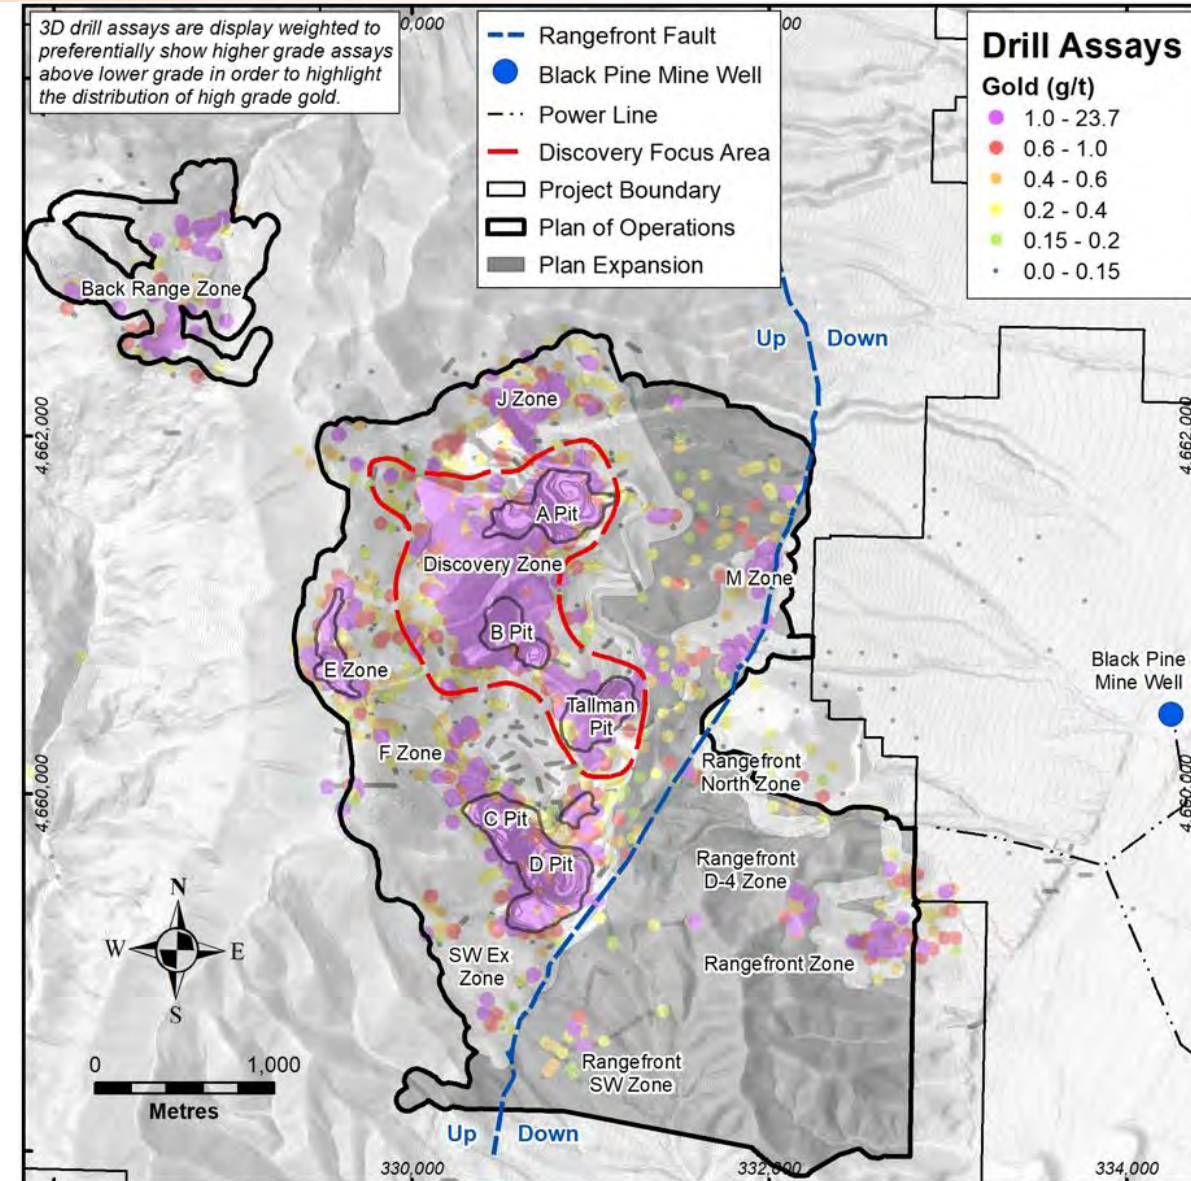 3D drill assays are display weighted to
preferentially show higher grade assays
above lower grade in order to highlight
the distribution of high grade gold.
Rangefront Fault
Black Pine Mine Well
Power Line
Discovery Focus Area
Project Boundary
Plan of Operations
Plan Expansion
Drill Assays
Gold (g/t)
1.0 - 23.7
0.6 - 1.0
0.4 - 0.6
0.2 - 0.4
0.15 - 0.2
0.0 - 0.15
Back Range Zone
Up
Down
J Zone
4,662,000
4,662,000
A Pit
Discovery Zone
M Zone
B Pit
E Zone
Black Pine
Mine Well
Tallman
Pit
F Zone
Rangefront
North Zone
4,660,000
4,660,000
C Pit
D Pit
Rangefront
D-4 Zone
Rangefront Zone
SW Ex
Zone
N
W
E
S
Rangefront
SW Zone
0
1,000
Metres
Up
Down
330,000
332,000
334,000